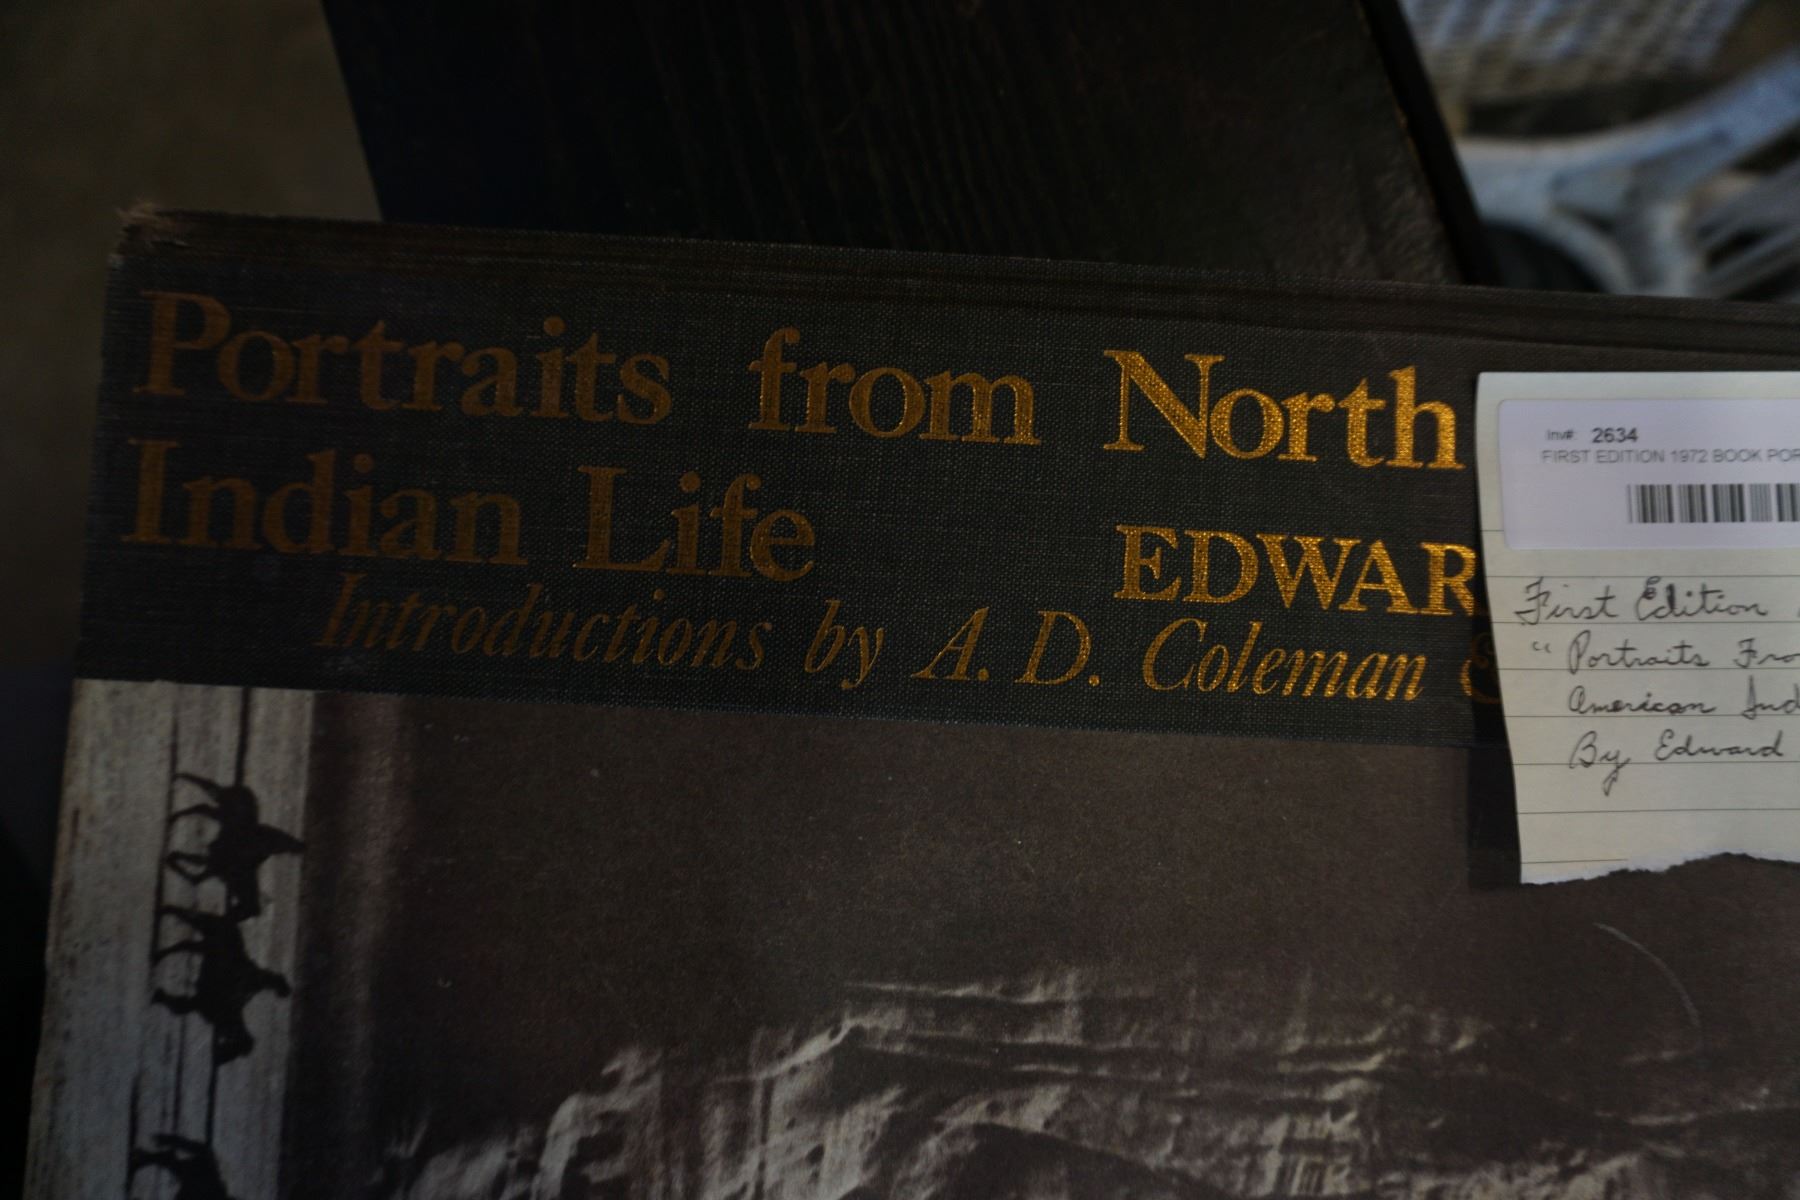 Portraits from North
Indian Life EDWAR
Introductions by A. D. Coleman &
Inv#: 2634
FIRST EDITION 1972 BOOK POR
First Edition
" Portraits Fro
American Ind
By Edward